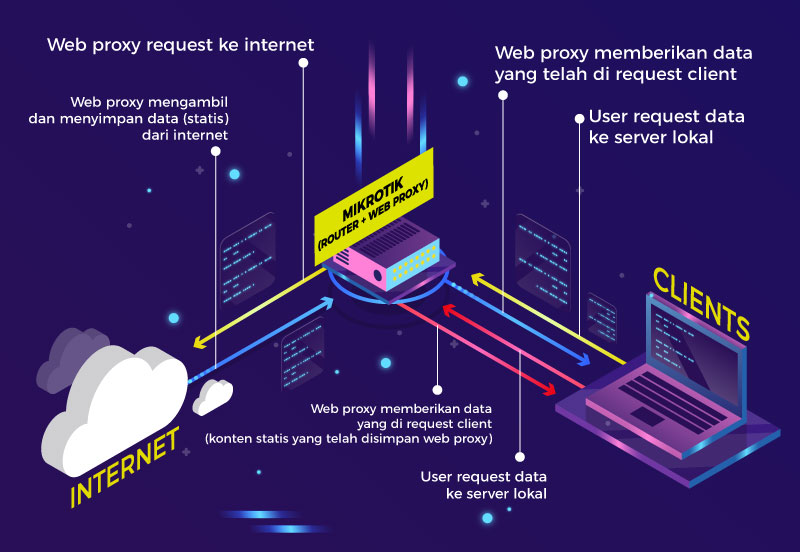 Web proxy request ke internet
Web proxy memberikan data
yang telah di request client
Web proxy mengambil
dan menyimpan data (statis)
dari internet
User request data
ke server lokal
MIKROTIK
(ROUTER + WEB PROXY)
CLIENTS
INTERNET
Web proxy memberikan data
yang di request client
(konten statis yang telah disimpan web proxy)
User request data
ke server lokal